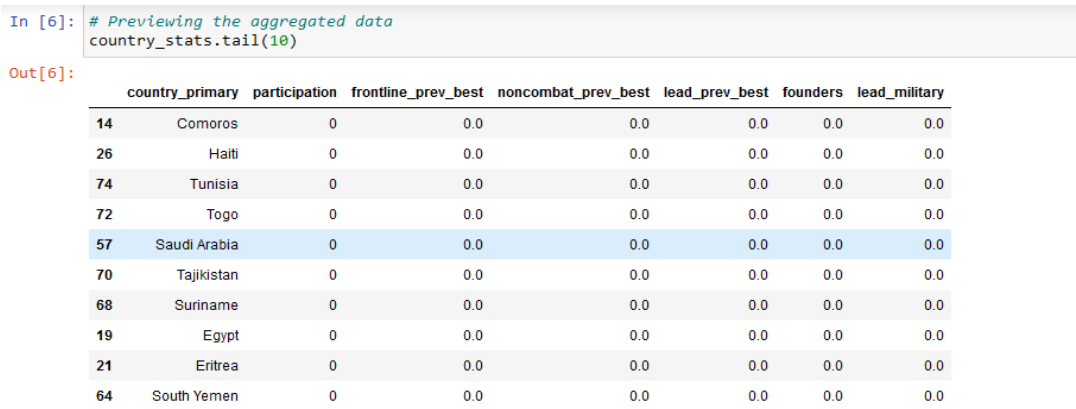 In [6]: # Previewing the aggregated data
country_stats.tail(10)
Out[6]:
country_primary participation frontline_prev_best noncombat_prev_best lead_prev_best founders lead_military
14 Comoros 0 0.0 0.0 0.0 0.0 0.0
26 Haiti 0 0.0 0.0 0.0 0.0 0.0
74 Tunisia 0 0.0 0.0 0.0 0.0 0.0
72 Togo 0 0.0 0.0 0.0 0.0 0.0
57 Saudi Arabia 0 0.0 0.0 0.0 0.0 0.0
70 Tajikistan 0 0.0 0.0 0.0 0.0 0.0
68 Suriname 0 0.0 0.0 0.0 0.0 0.0
19 Egypt 0 0.0 0.0 0.0 0.0 0.0
21 Eritrea 0 0.0 0.0 0.0 0.0 0.0
64 South Yemen 0 0.0 0.0 0.0 0.0 0.0